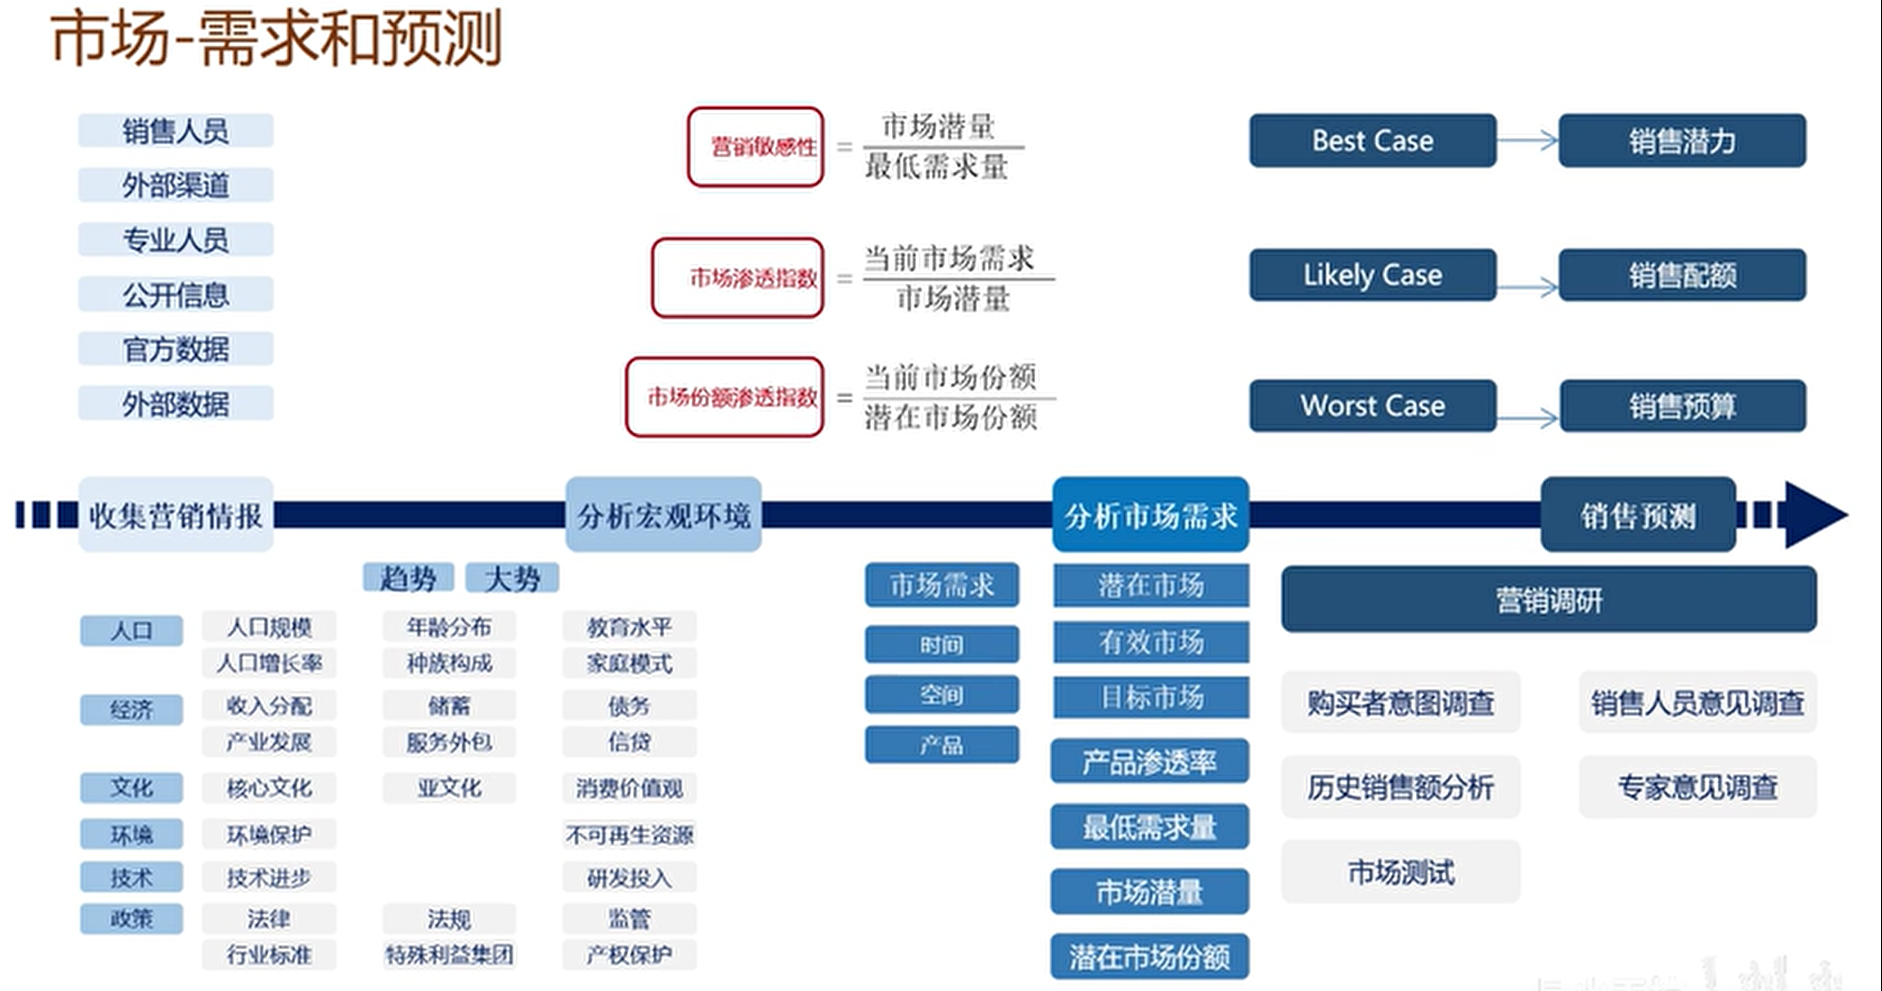 市场-需求和预测
销售人员
外部渠道
专业人员
公开信息
官方数据
外部数据
营销敏感性 = 市场潜量
最低需求量
市场渗透指数 = 当前市场需求
市场潜量
市场份额渗透指数 = 当前市场份额
潜在市场份额
Best Case 销售潜力
Likely Case 销售配额
Worst Case 销售预算
收集营销情报 分析宏观环境 分析市场需求 销售预测
趋势 大势
人口 人口规模 年龄分布 教育水平
人口增长率 种族构成 家庭模式
经济 收入分配 储蓄 债务
产业发展 服务外包 信贷
文化 核心文化 亚文化 消费价值观
环境 环境保护 不可再生资源
技术 技术进步 研发投入
政策 法律 法规 监管
行业标准 特殊利益集团 产权保护
市场需求
时间
空间
产品
潜在市场
有效市场
目标市场
产品渗透率
最低需求量
市场潜量
潜在市场份额
营销调研
购买者意图调查 销售人员意见调查
历史销售额分析 专家意见调查
市场测试